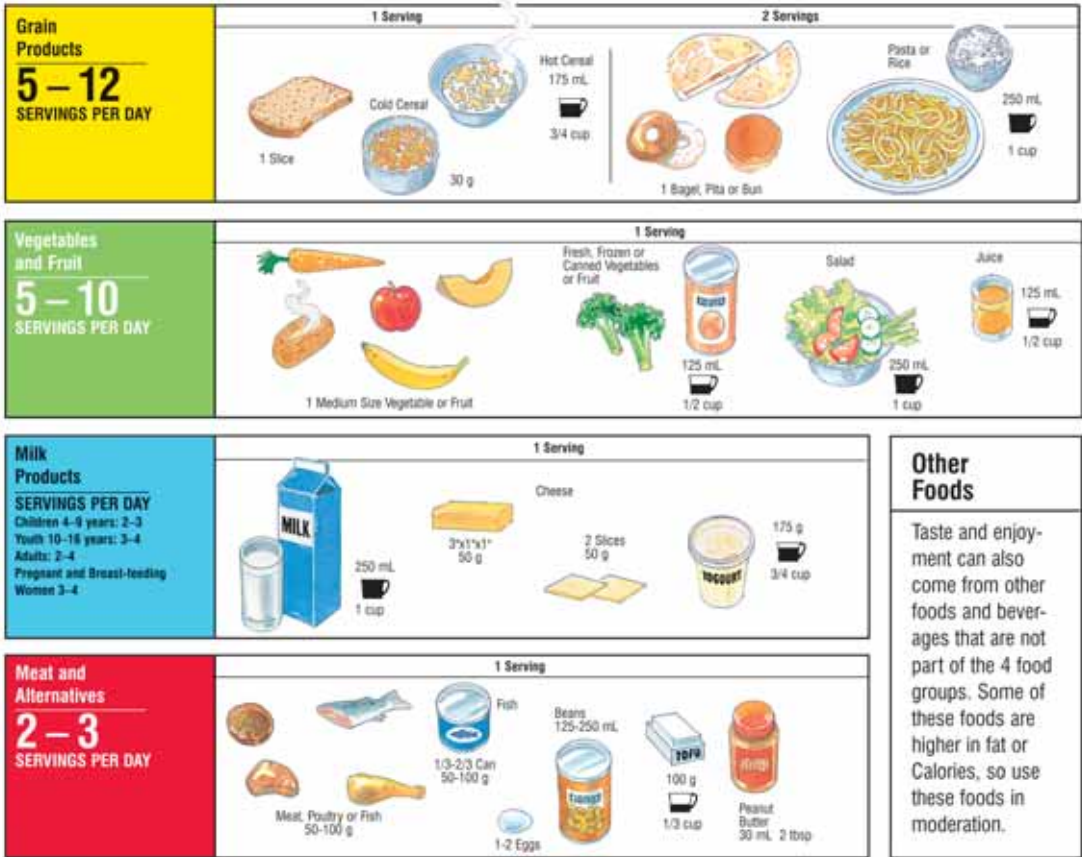 Grain
Products
5 – 12
SERVINGS PER DAY
1 Serving
1 Slice
Cold Cereal
30 g
Hot Cereal
175 mL
3/4 cup
2 Servings
1 Bagel, Pita or Bun
Pasta or
Rice
250 mL
1 cup
Vegetables
and Fruit
5 – 10
SERVINGS PER DAY
1 Serving
1 Medium Size Vegetable or Fruit
Fresh, Frozen or
Canned Vegetables
or Fruit
125 mL
1/2 cup
Salad
250 mL
1 cup
Juice
125 mL
1/2 cup
Milk
Products
SERVINGS PER DAY
Children 4–9 years: 2–3
Youth 10–16 years: 3–4
Adults: 2–4
Pregnant and Breast-feeding
Women 3–4
1 Serving
MILK
250 mL
1 cup
Cheese
3"x1"x1"
50 g
2 Slices
50 g
YOGOURT
175 g
3/4 cup
Meat and
Alternatives
2 – 3
SERVINGS PER DAY
1 Serving
Meat, Poultry or Fish
50-100 g
Fish
1/3-2/3 Can
50-100 g
1-2 Eggs
Beans
125-250 mL
TOFU
100 g
1/3 cup
Peanut
Butter
30 mL 2 tbsp
Other
Foods
Taste and enjoy-
ment can also
come from other
foods and bever-
ages that are not
part of the 4 food
groups. Some of
these foods are
higher in fat or
Calories, so use
these foods in
moderation.